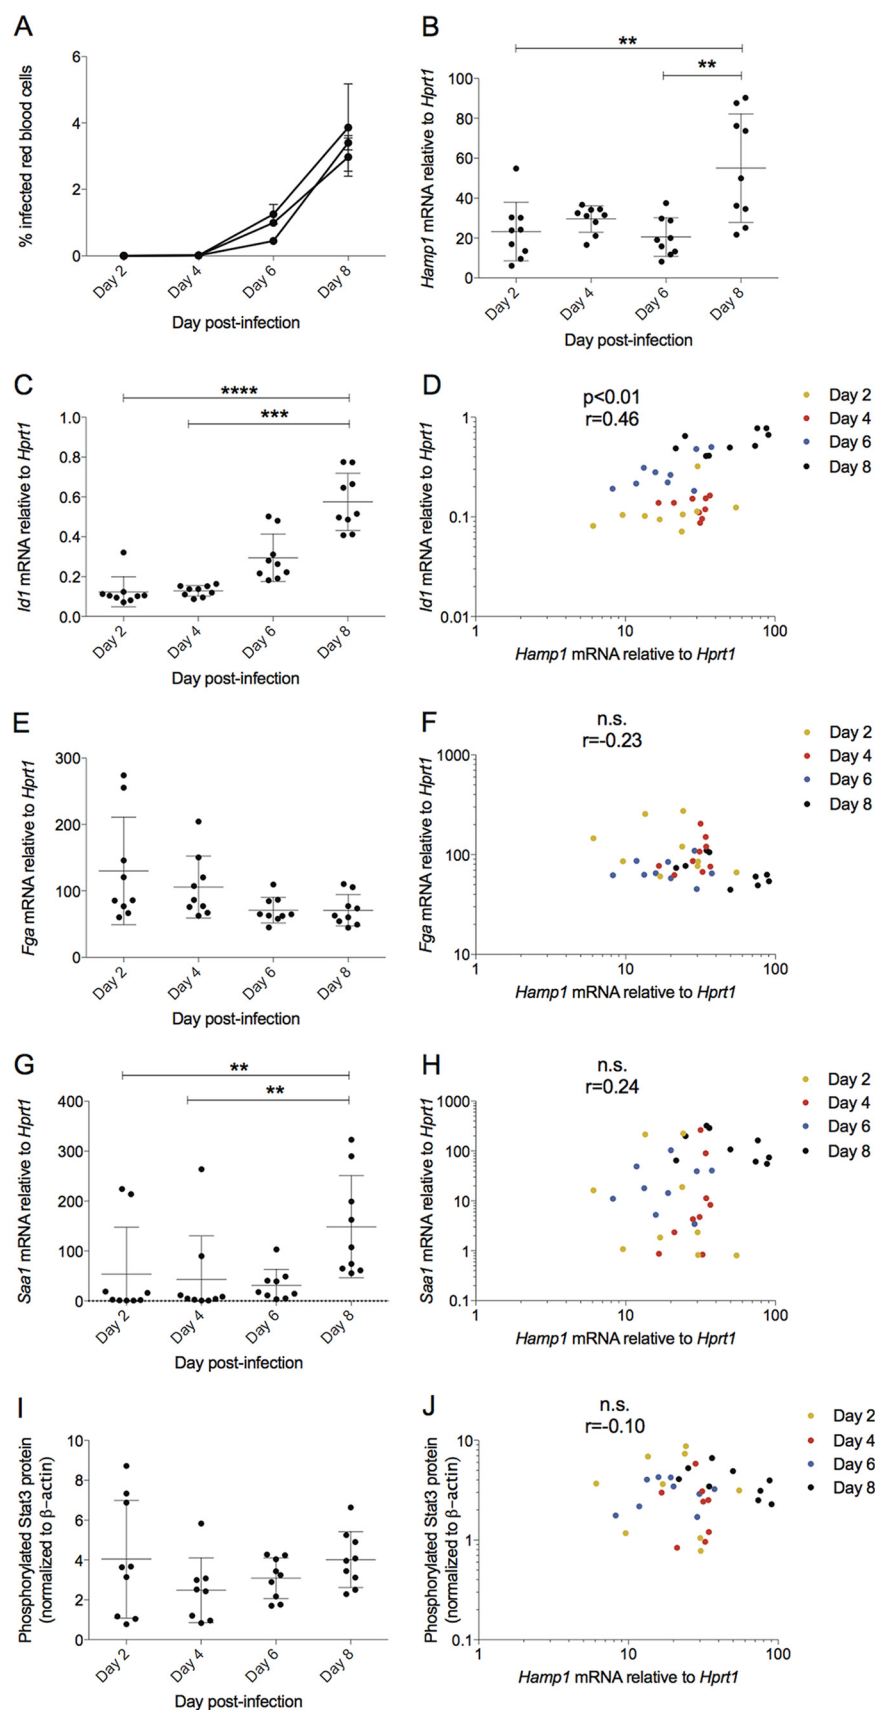 A
% infected red blood cells
6
4
2
0
Day 2
Day 4
Day 6
Day 8
Day post-infection
B
**
**
Hamp1 mRNA relative to Hprt1
100
80
60
40
20
0
Day 2
Day 4
Day 6
Day 8
Day post-infection
C
****
***
Id1 mRNA relative to Hprt1
1.0
0.8
0.6
0.4
0.2
0.0
Day 2
Day 4
Day 6
Day 8
Day post-infection
D
p<0.01
r=0.46
Day 2
Day 4
Day 6
Day 8
Id1 mRNA relative to Hprt1
1
0.1
0.01
1
10
100
Hamp1 mRNA relative to Hprt1
E
Fga mRNA relative to Hprt1
300
200
100
0
Day 2
Day 4
Day 6
Day 8
Day post-infection
F
n.s.
r=-0.23
Day 2
Day 4
Day 6
Day 8
Fga mRNA relative to Hprt1
1000
100
10
1
10
100
Hamp1 mRNA relative to Hprt1
G
**
**
Saa1 mRNA relative to Hprt1
400
300
200
100
0
Day 2
Day 4
Day 6
Day 8
Day post-infection
H
n.s.
r=0.24
Day 2
Day 4
Day 6
Day 8
Saa1 mRNA relative to Hprt1
1000
100
10
1
0.1
1
10
100
Hamp1 mRNA relative to Hprt1
I
Phosphorylated Stat3 protein
(normalized to β−actin)
10
8
6
4
2
0
Day 2
Day 4
Day 6
Day 8
Day post-infection
J
n.s.
r=-0.10
Day 2
Day 4
Day 6
Day 8
Phosphorylated Stat3 protein
(normalized to β−actin)
10
1
0.1
1
10
100
Hamp1 mRNA relative to Hprt1